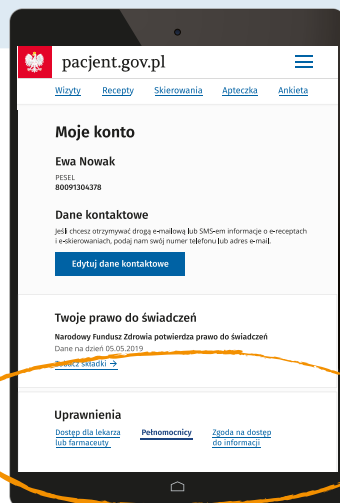 pacjent.gov.pl
Wizyty Recepty Skierowania Apteczka Ankieta
Moje konto
Ewa Nowak
PESEL
80091304378
Dane kontaktowe
Jeśli chcesz otrzymywać drogą e-mailową lub SMS-em informacje o e-receptach
i e-skierowaniach, podaj nam swój numer telefonu lub adres e-mail.
Edytuj dane kontaktowe
Twoje prawo do świadczeń
Narodowy Fundusz Zdrowia potwierdza prawo do świadczeń
Dane na dzień 05.05.2019
Zobacz składki →
Uprawnienia
Dostęp dla lekarza Pełnomocnicy Zgoda na dostęp
lub farmaceuty do informacji